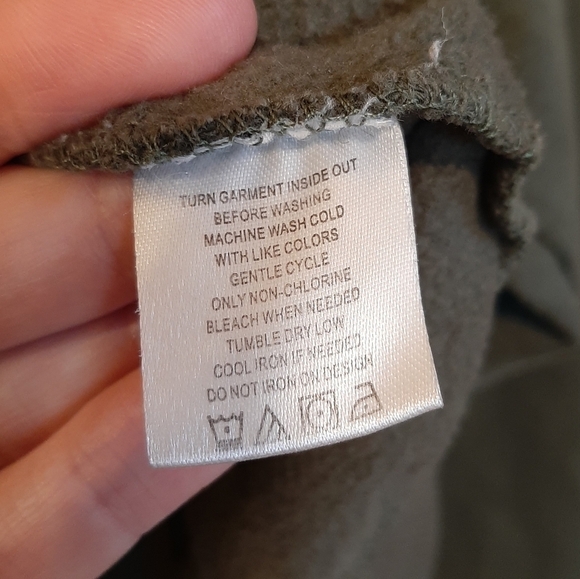 TURN GARMENT INSIDE OUT
BEFORE WASHING
MACHINE WASH COLD
WITH LIKE COLORS
GENTLE CYCLE
ONLY NON-CHLORINE
BLEACH WHEN NEEDED
TUMBLE DRY LOW
COOL IRON IF NEEDED
DO NOT IRON ON DESIGN